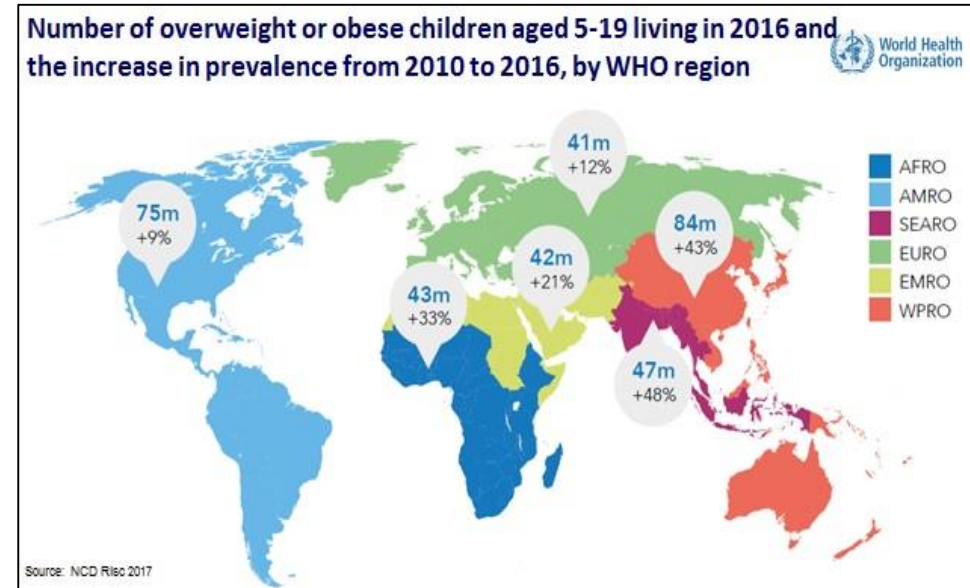 Number of overweight or obese children aged 5-19 living in 2016 and
the increase in prevalence from 2010 to 2016, by WHO region
World Health
Organization
41m
+12%
75m
+9%
84m
+43%
42m
+21%
43m
+33%
47m
+48%
AFRO
AMRO
SEARO
EURO
EMRO
WPRO
Source: NCD Risc 2017